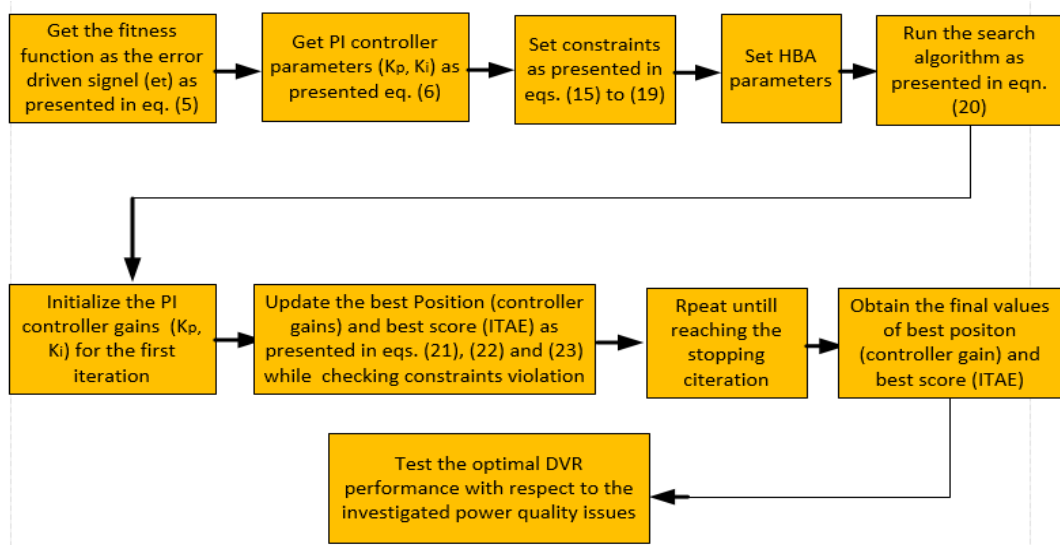 Get the fitness
function as the error
driven signel (et) as
presented in eq. (5)
Get PI controller
parameters (Kp, Ki) as
presented eq. (6)
Set constraints
as presented in
eqs. (15) to (19)
Set HBA
parameters
Run the search
algorithm as
presented in eqn.
(20)
Initialize the PI
controller gains (Kp,
Ki) for the first
iteration
Update the best Position (controller
gains) and best score (ITAE) as
presented in eqs. (21), (22) and (23)
while checking constraints violation
Rpeat untill
reaching the
stopping
citeration
Obtain the final values
of best positon
(controller gain) and
best score (ITAE)
Test the optimal DVR
performance with respect to the
investigated power quality issues